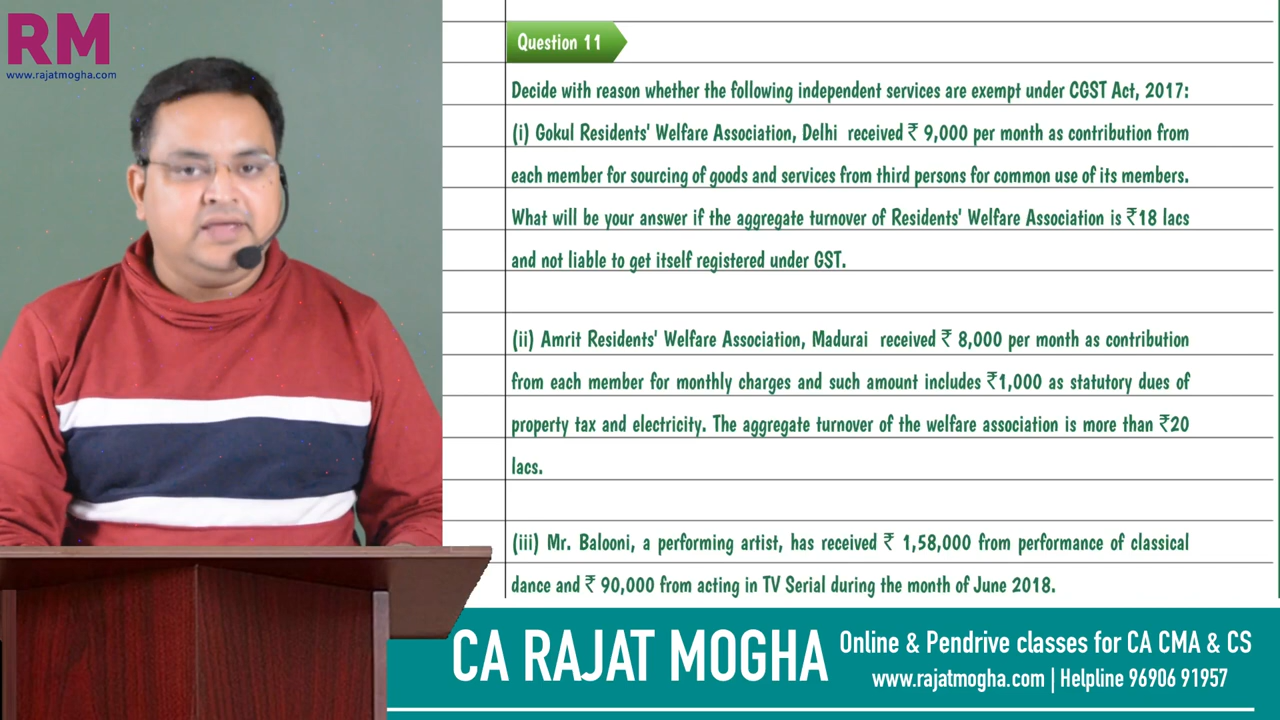 RM
www.rajatmogha.com
Question 11
Decide with reason whether the following independent services are exempt under CGST Act, 2017:
(i) Gokul Residents' Welfare Association, Delhi received ₹ 9,000 per month as contribution from
each member for sourcing of goods and services from third persons for common use of its members.
What will be your answer if the aggregate turnover of Residents' Welfare Association is ₹18 lacs
and not liable to get itself registered under GST.
(ii) Amrit Residents' Welfare Association, Madurai received ₹ 8,000 per month as contribution
from each member for monthly charges and such amount includes ₹1,000 as statutory dues of
property tax and electricity. The aggregate turnover of the welfare association is more than ₹20
lacs.
(iii) Mr. Balooni, a performing artist, has received ₹ 1,58,000 from performance of classical
dance and ₹ 90,000 from acting in TV Serial during the month of June 2018.
CA RAJAT MOGHA
Online & Pendrive classes for CA CMA & CS
www.rajatmogha.com | Helpline 96906 91957